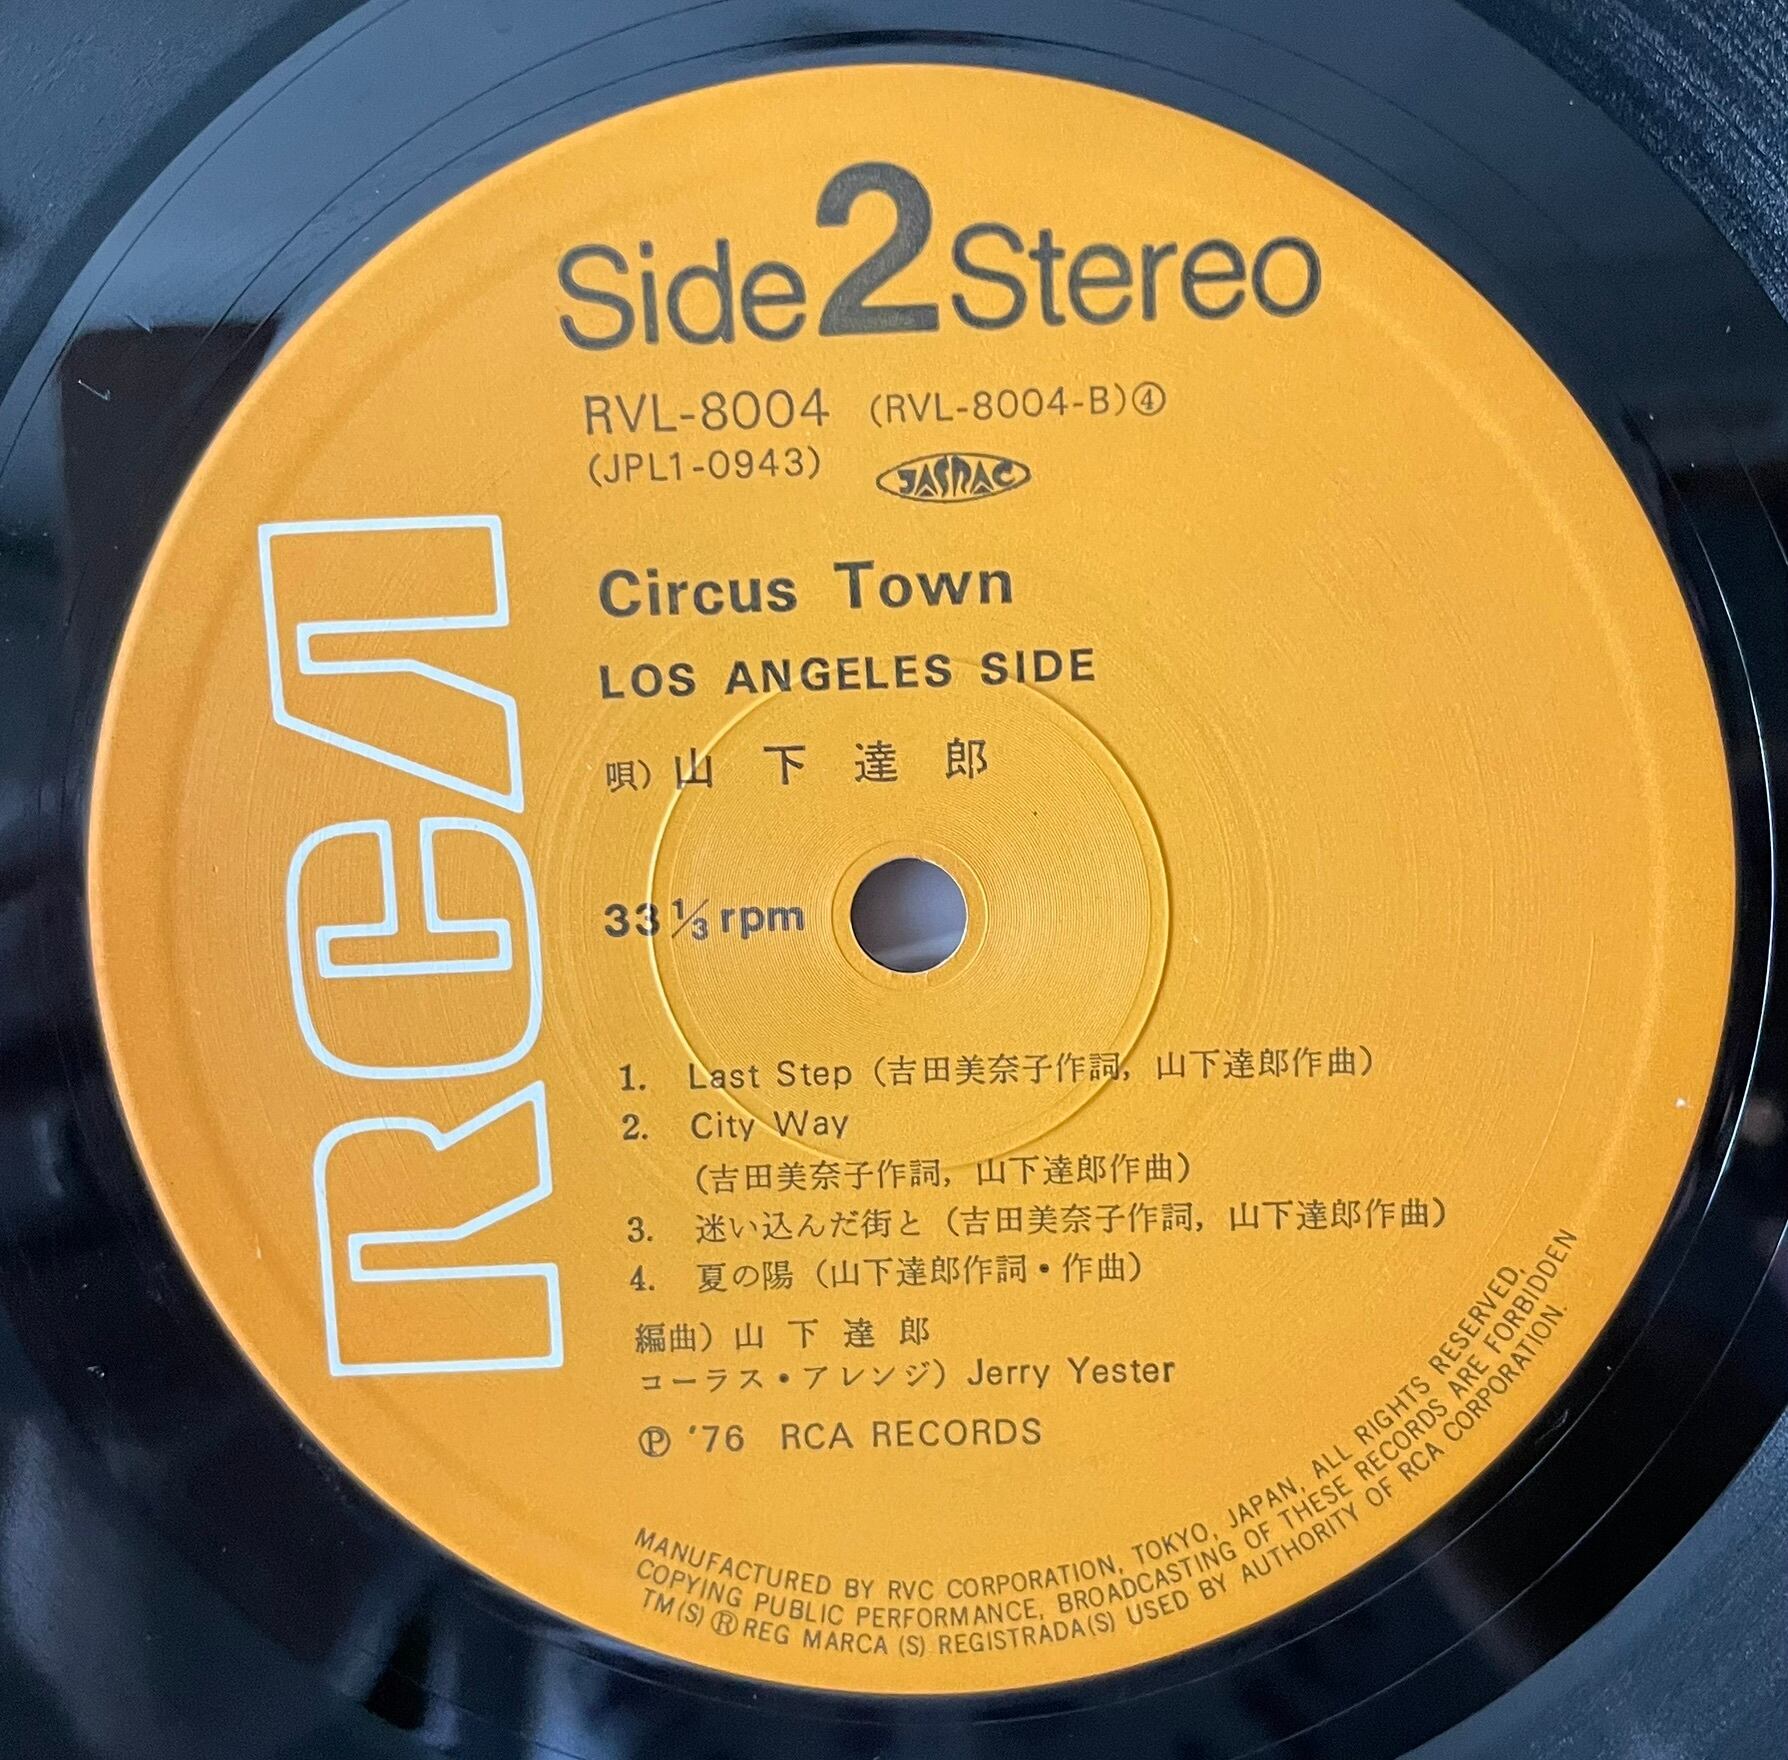 Side 2 Stereo
RVL-8004 (RVL-8004-B)④
(JPL1-0943) JASRAC
RCA
Circus Town
LOS ANGELES SIDE
唄) 山下達郎
33⅓ rpm
1. Last Step (吉田美奈子作詞, 山下達郎作曲)
2. City Way
(吉田美奈子作詞, 山下達郎作曲)
3. 迷い込んだ街と (吉田美奈子作詞, 山下達郎作曲)
4. 夏の陽 (山下達郎作詞・作曲)
編曲) 山下達郎
コーラス・アレンジ) Jerry Yester
Ⓟ '76 RCA RECORDS
MANUFACTURED BY RVC CORPORATION, TOKYO, JAPAN, ALL RIGHTS RESERVED,
COPYING PUBLIC PERFORMANCE, BROADCASTING OF THESE RECORDS ARE FORBIDDEN
TM(S) ® REG MARCA (S) REGISTRADA(S) USED BY AUTHORITY OF RCA CORPORATION.